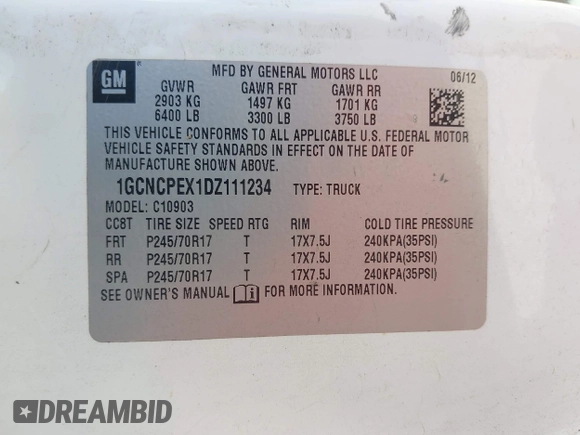 GM
MFD BY GENERAL MOTORS LLC 06/12
GVWR GAWR FRT GAWR RR
2903 KG 1497 KG 1701 KG
6400 LB 3300 LB 3750 LB
THIS VEHICLE CONFORMS TO ALL APPLICABLE U.S. FEDERAL MOTOR
VEHICLE SAFETY STANDARDS IN EFFECT ON THE DATE OF
MANUFACTURE SHOWN ABOVE.
1GCNCPEX1DZ111234 TYPE: TRUCK
MODEL: C10903
CC8T TIRE SIZE SPEED RTG RIM COLD TIRE PRESSURE
FRT P245/70R17 T 17X7.5J 240KPA(35PSI)
RR P245/70R17 T 17X7.5J 240KPA(35PSI)
SPA P245/70R17 T 17X7.5J 240KPA(35PSI)
SEE OWNER'S MANUAL FOR MORE INFORMATION.
DREAMBID